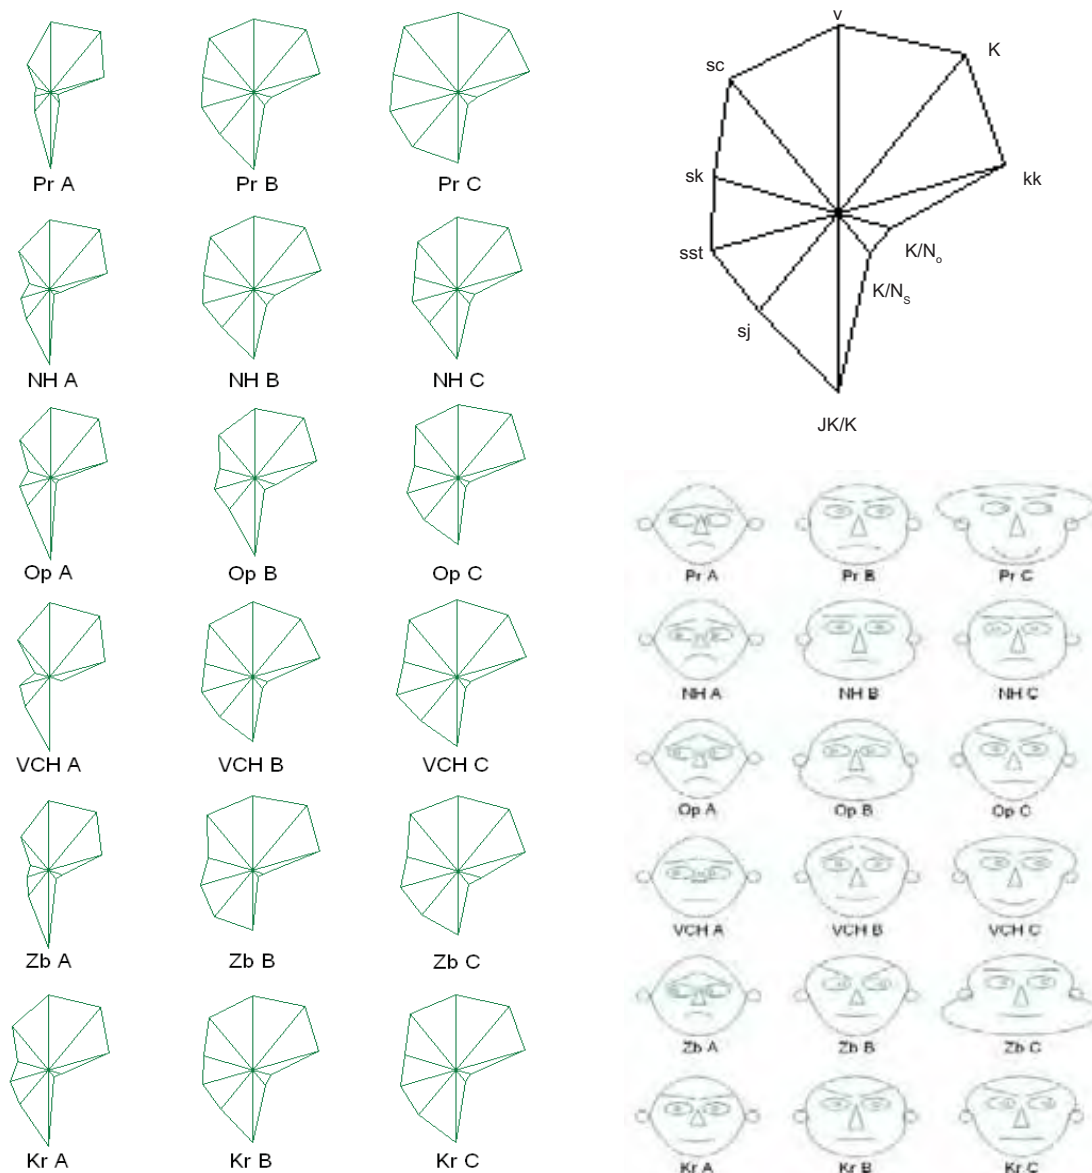 Pr A Pr B Pr C
NH A NH B NH C
Op A Op B Op C
VCH A VCH B VCH C
Zb A Zb B Zb C
Kr A Kr B Kr C
v
K
sc
sk
kk
sst
K/N₀
K/Nₛ
sj
JK/K
Pr A Pr B Pr C
NH A NH B NH C
Op A Op B Op C
VCH A VCH B VCH C
Zb A Zb B Zb C
Kr A Kr B Kr C